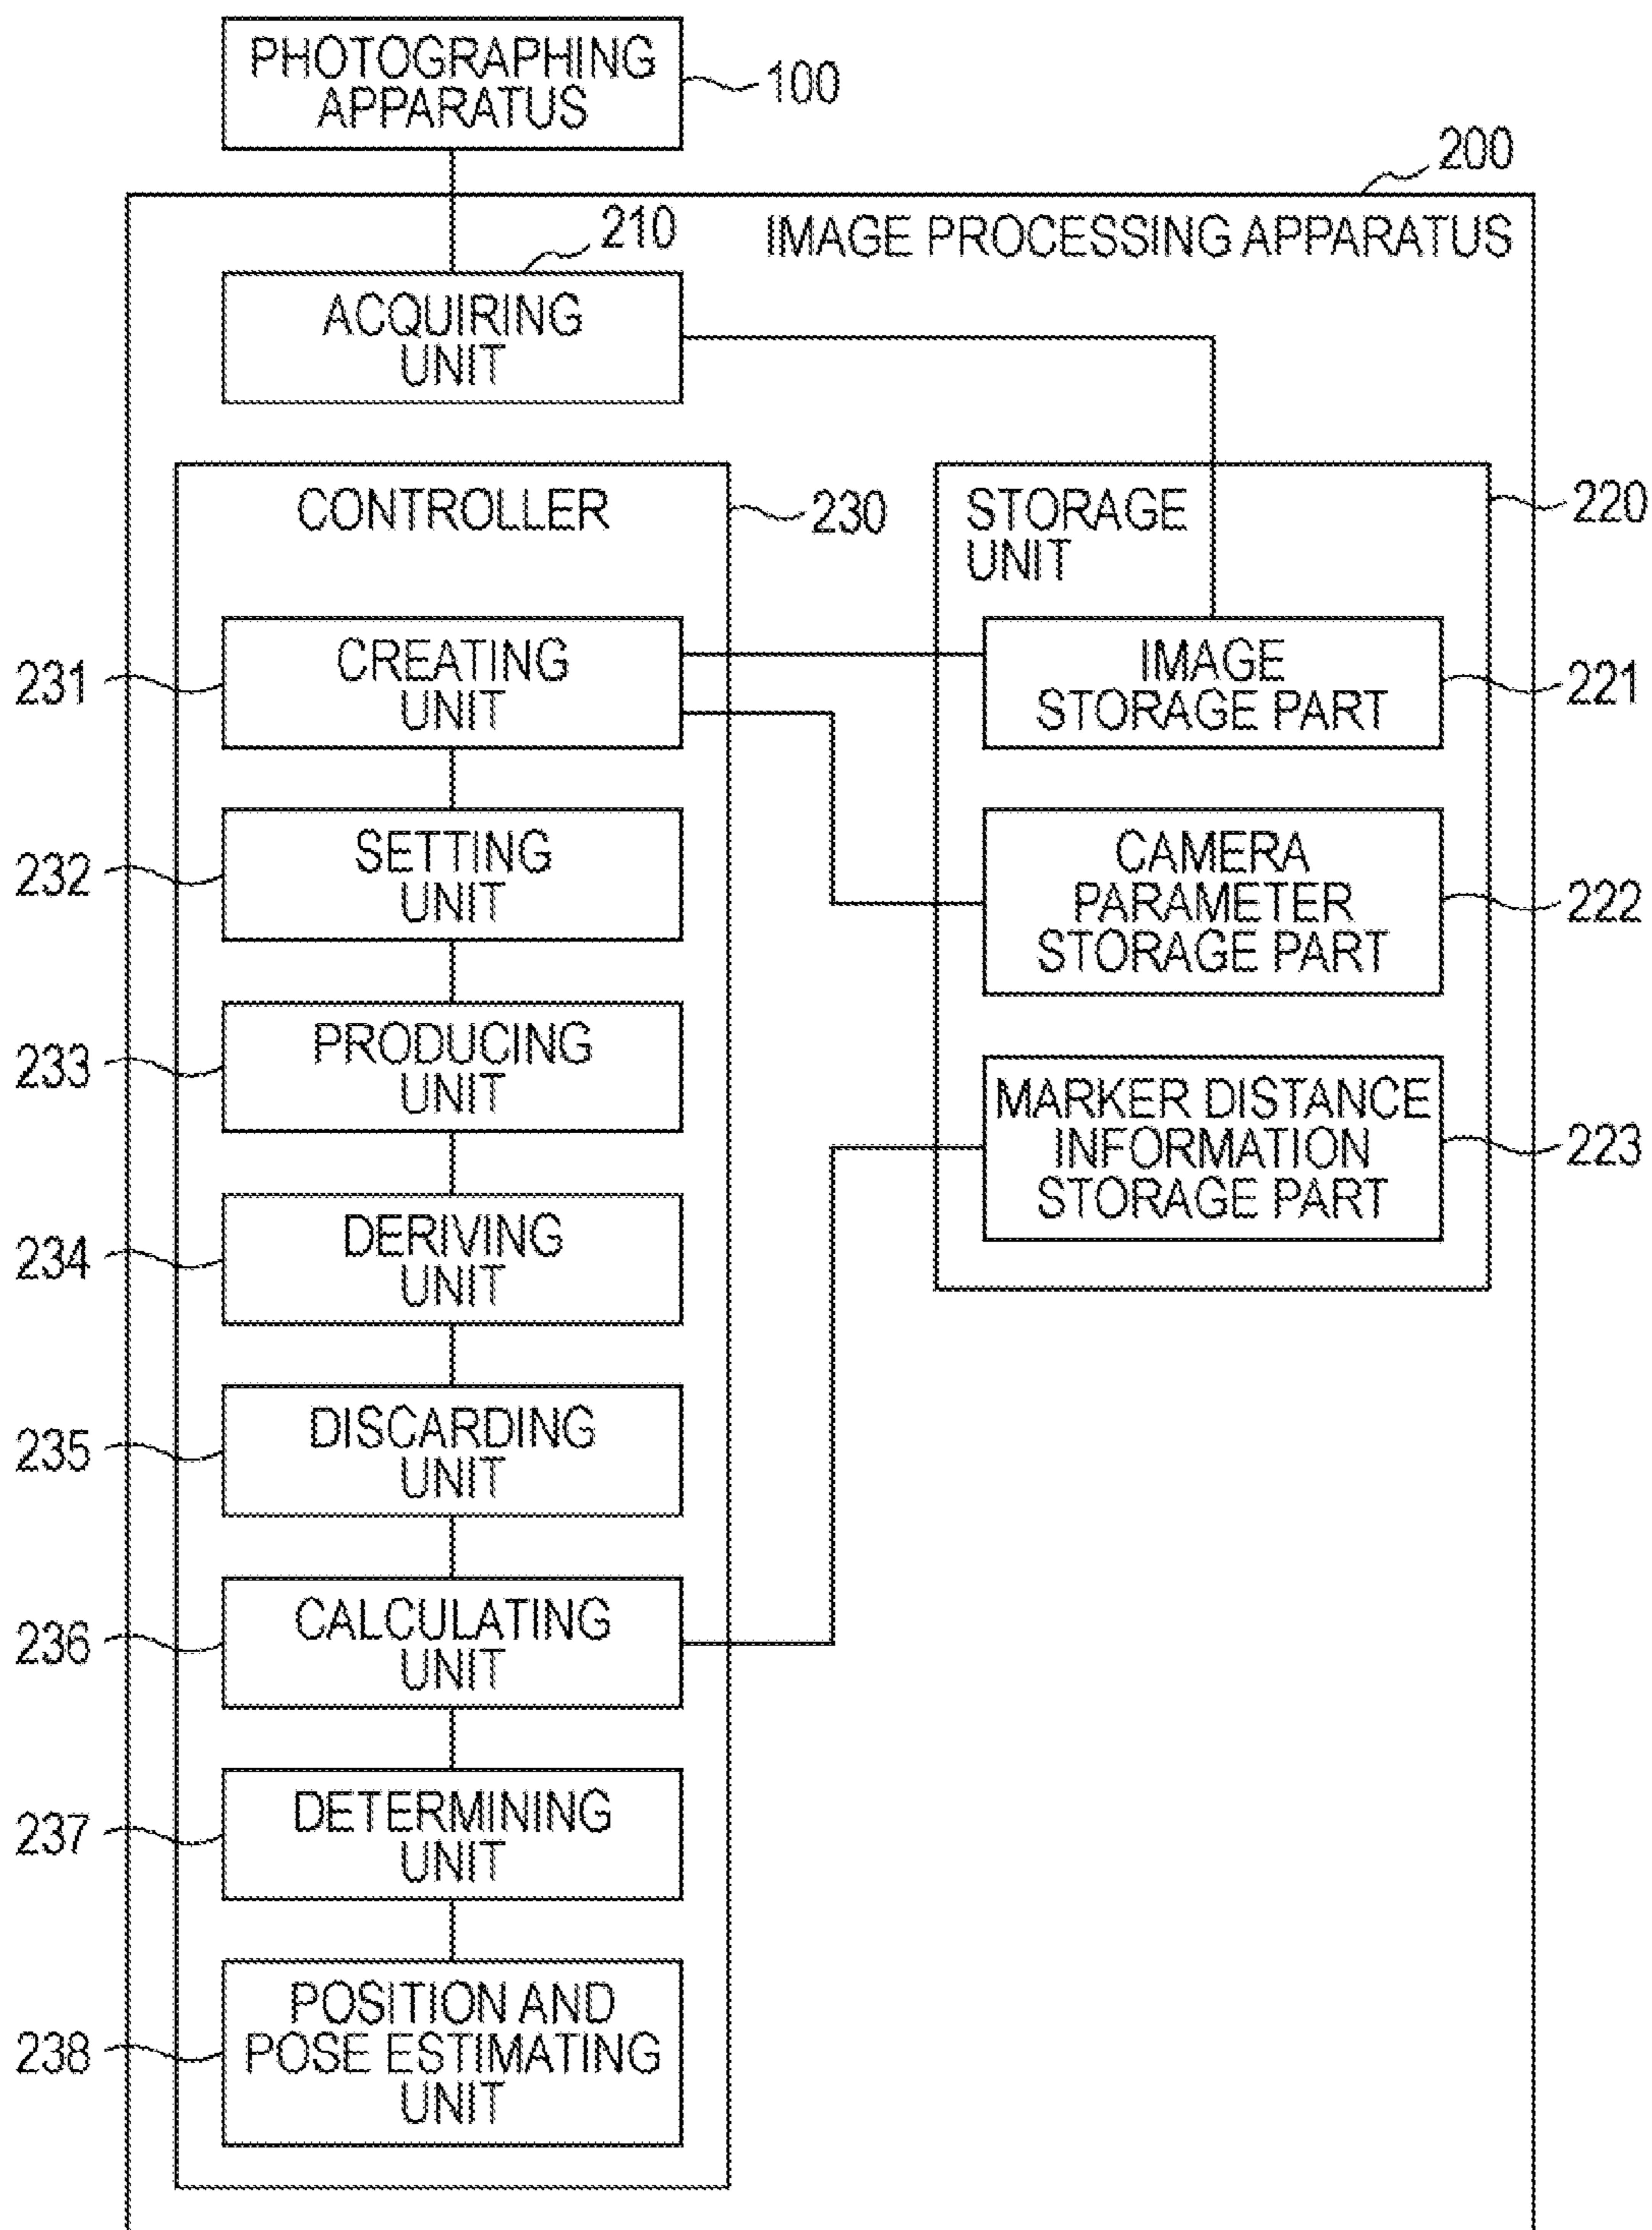 PHOTOGRAPHING
APPARATUS
100
200
IMAGE PROCESSING APPARATUS
210
ACQUIRING
UNIT
CONTROLLER
230
STORAGE
UNIT
220
231
CREATING
UNIT
IMAGE
STORAGE PART
221
232
SETTING
UNIT
CAMERA
PARAMETER
STORAGE PART
222
233
PRODUCING
UNIT
MARKER DISTANCE
INFORMATION
STORAGE PART
223
234
DERIVING
UNIT
235
DISCARDING
UNIT
236
CALCULATING
UNIT
237
DETERMINING
UNIT
238
POSITION AND
POSE ESTIMATING
UNIT